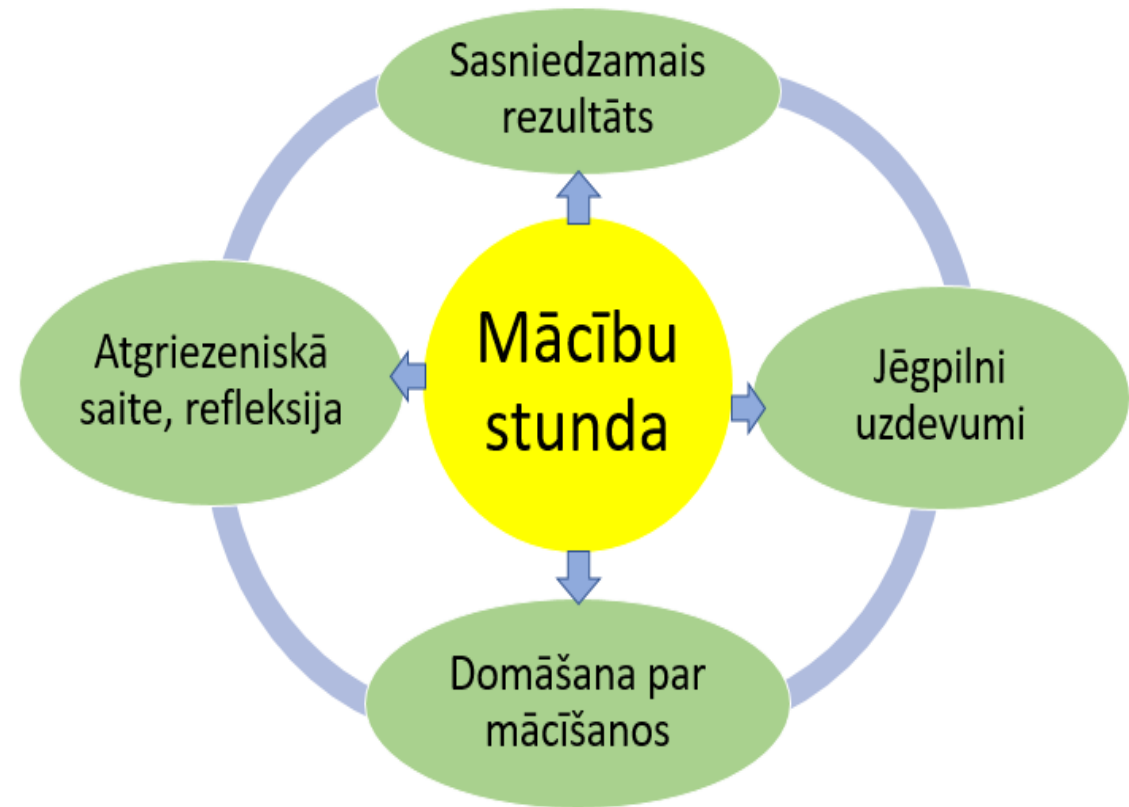 Sasniedzamais
rezultāts
Mācību
stunda
Atgriezeniskā
saite, refleksija
Jēgpilni
uzdevumi
Domāšana par
mācīšanos